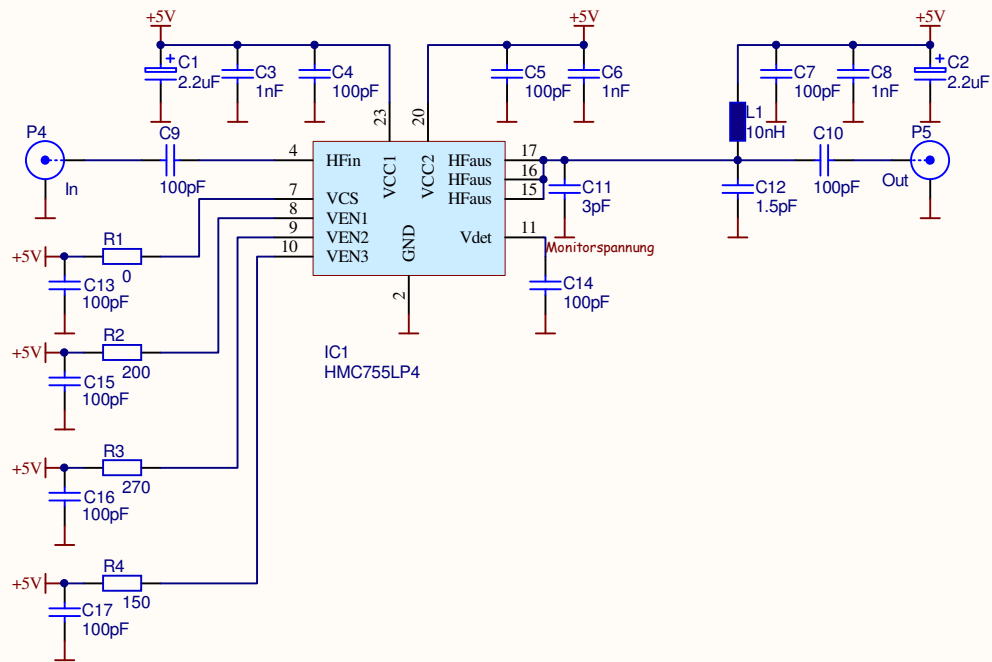 +5V
+5V
+5V
+ C1
2.2uF
C3
1nF
C4
100pF
C5
100pF
C6
1nF
C7
100pF
C8
1nF
+ C2
2.2uF
L1
10nH
23
20
P4
In
C9
100pF
4
HFin
VCC1
VCC2
HFaus
17
HFaus
16
HFaus
15
7
VCS
8
VEN1
9
VEN2
10
VEN3
GND
2
Vdet
11
C11
3pF
C12
1.5pF
C10
100pF
P5
Out
Monitorspannung
C14
100pF
IC1
HMC755LP4
+5V
R1
0
C13
100pF
+5V
R2
200
C15
100pF
+5V
R3
270
C16
100pF
+5V
R4
150
C17
100pF